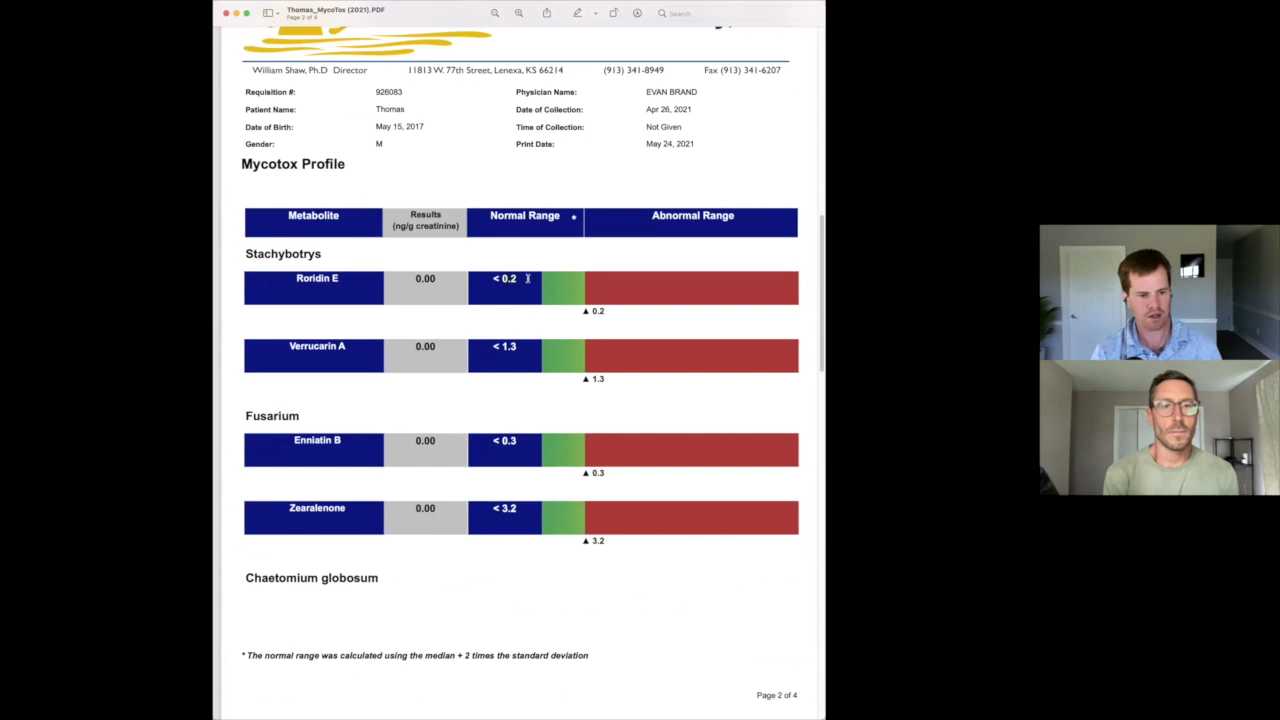 Thomas_MycoTox (2021).PDF
Page 2 of 4
Search
William Shaw, Ph.D Director 11813 W. 77th Street, Lenexa, KS 66214 (913) 341-8949 Fax (913) 341-6207
Requisition #: 926083 Physician Name: EVAN BRAND
Patient Name: Thomas Date of Collection: Apr 26, 2021
Date of Birth: May 15, 2017 Time of Collection: Not Given
Gender: M Print Date: May 24, 2021
Mycotox Profile
Metabolite Results (ng/g creatinine) Normal Range * Abnormal Range
Stachybotrys
Roridin E 0.00 < 0.2
▲ 0.2
Verrucarin A 0.00 < 1.3
▲ 1.3
Fusarium
Enniatin B 0.00 < 0.3
▲ 0.3
Zearalenone 0.00 < 3.2
▲ 3.2
Chaetomium globosum
* The normal range was calculated using the median + 2 times the standard deviation
Page 2 of 4